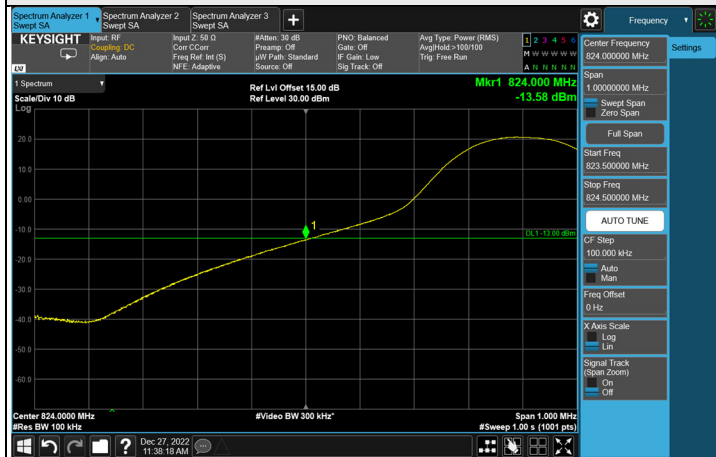 Spectrum Analyzer 1
Swept SA
Spectrum Analyzer 2
Swept SA
Spectrum Analyzer 3
Swept SA
Frequency
KEYSIGHT
LXI
Input: RF
Coupling: DC
Align: Auto
Input Z: 50 Ω
Corr CCorr
Freq Ref: Int (S)
NFE: Adaptive
#Atten: 30 dB
Preamp: Off
µW Path: Standard
Source: Off
PNO: Balanced
Gate: Off
IF Gain: Low
Sig Track: Off
Avg Type: Power (RMS)
Avg|Hold:>100/100
Trig: Free Run
1 2 3 4 5 6
M W W W W W
A N N N N N
1 Spectrum
Scale/Div 10 dB
Log
Ref Lvl Offset 15.00 dB
Ref Level 30.00 dBm
Mkr1 824.000 MHz
-13.58 dBm
20.0
10.0
0.00
-10.0
-20.0
-30.0
-40.0
-50.0
-60.0
1
DL1 -13.00 dBm
Center 824.0000 MHz
#Res BW 100 kHz
#Video BW 300 kHz*
Span 1.000 MHz
#Sweep 1.00 s (1001 pts)
Dec 27, 2022
11:38:18 AM
Center Frequency
824.000000 MHz
Settings
Span
1.00000000 MHz
Swept Span
Zero Span
Full Span
Start Freq
823.500000 MHz
Stop Freq
824.500000 MHz
AUTO TUNE
CF Step
100.000 kHz
Auto
Man
Freq Offset
0 Hz
X Axis Scale
Log
Lin
Signal Track
(Span Zoom)
On
Off